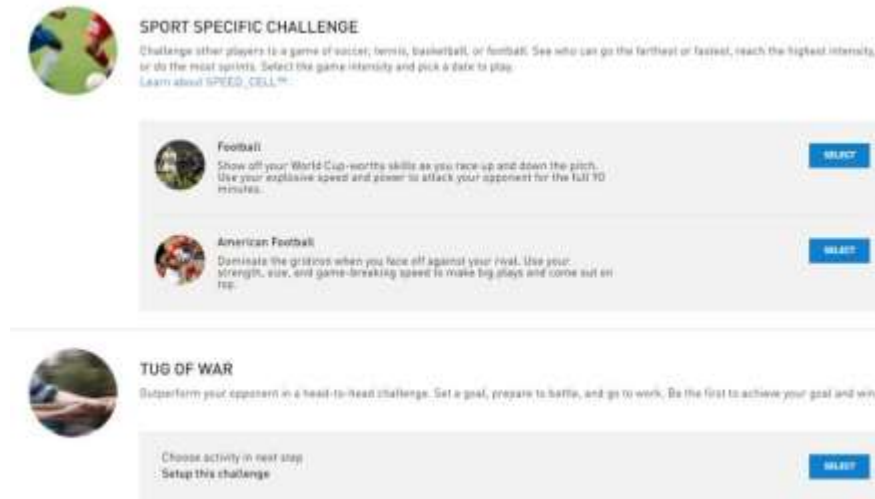 SPORT SPECIFIC CHALLENGE
Challenge other players to a game of soccer, tennis, basketball, or football. See who can go the farthest or fastest, reach the highest intensity,
or do the most sprints. Select the game intensity and pick a date to play.
Learn about SPEED_CELL™.
Football
Show off your World Cup-worthy skills as you race up and down the pitch.
Use your explosive speed and power to attack your opponent for the full 90
minutes.
SELECT
American Football
Dominate the gridiron when you face off against your rival. Use your
strength, size, and game-breaking speed to make big plays and come out on
top.
SELECT
TUG OF WAR
Outperform your opponent in a head-to-head challenge. Set a goal, prepare to battle, and go to work. Be the first to achieve your goal and win
Choose activity in next step
Setup this challenge
SELECT